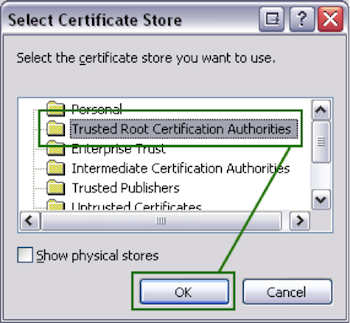 Select Certificate Store
Select the certificate store you want to use.
Personal
Trusted Root Certification Authorities
Enterprise Trust
Intermediate Certification Authorities
Trusted Publishers
Untrusted Certificates
Show physical stores
OK
Cancel